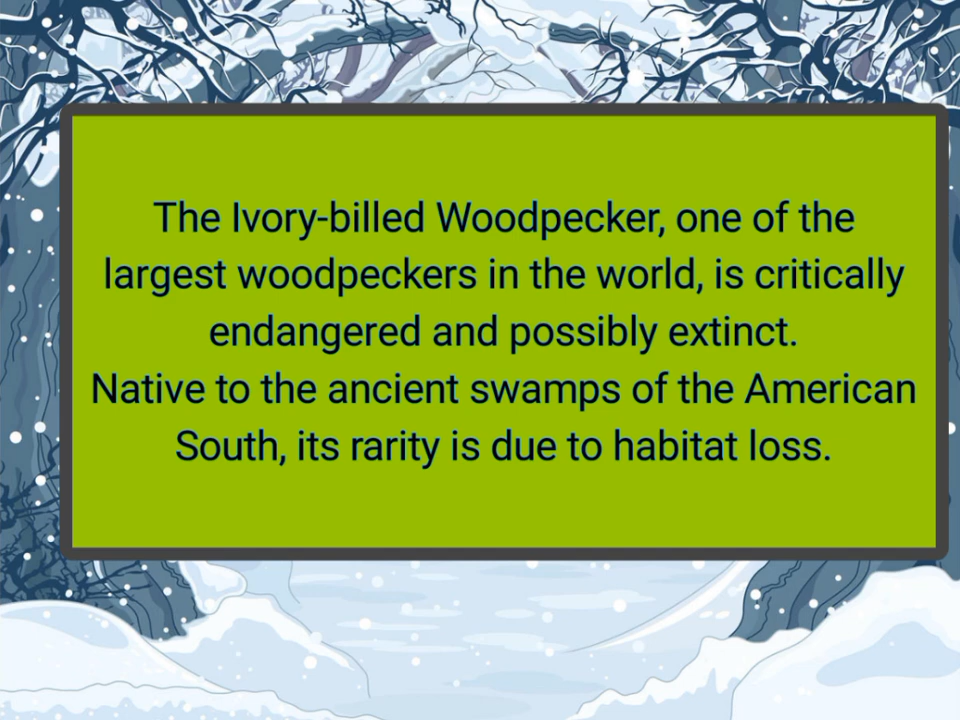 The Ivory-billed Woodpecker, one of the
largest woodpeckers in the world, is critically
endangered and possibly extinct.
Native to the ancient swamps of the American
South, its rarity is due to habitat loss.